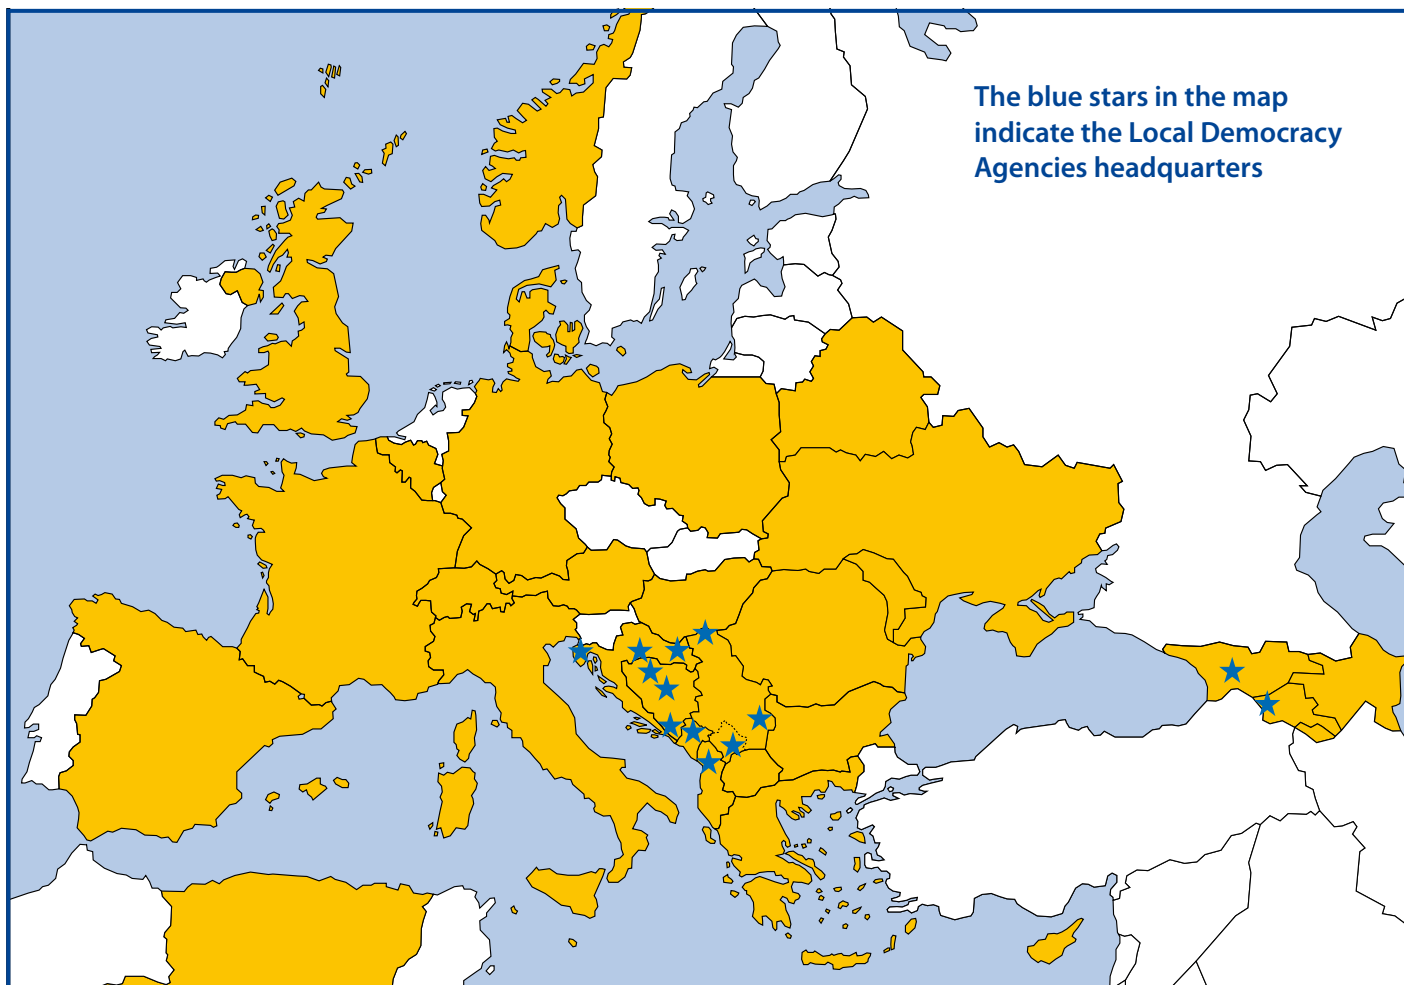 The blue stars in the map
indicate the Local Democracy
Agencies headquarters